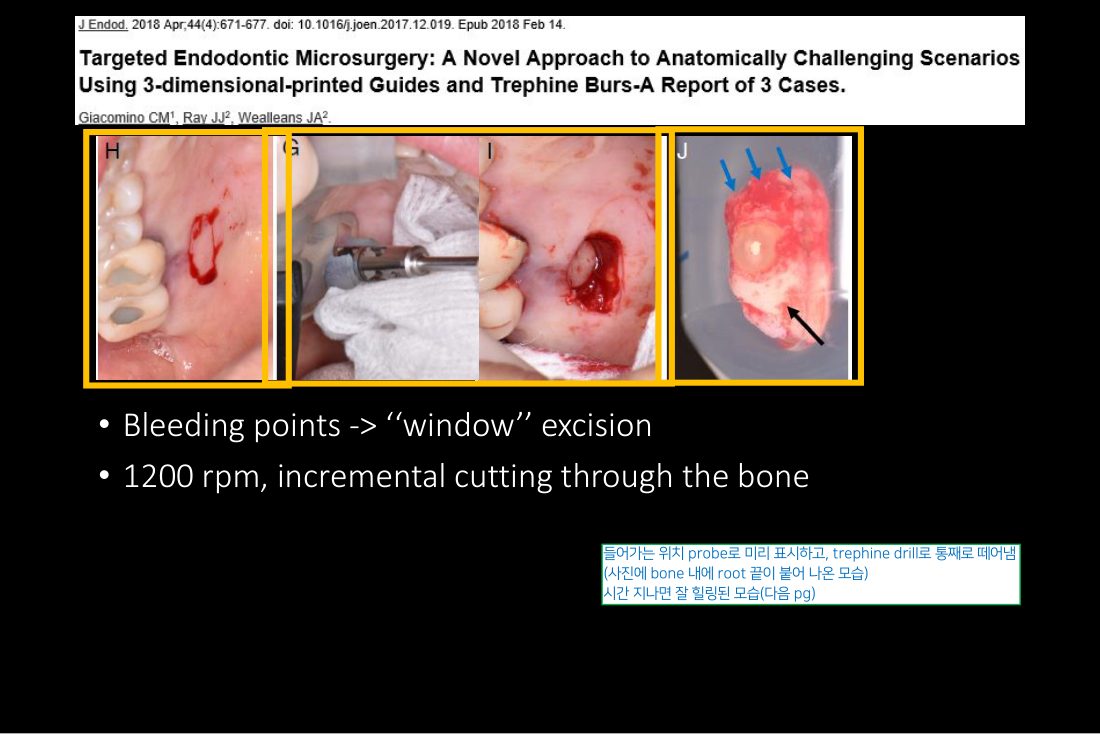 J Endod. 2018 Apr;44(4):671-677. doi: 10.1016/j.joen.2017.12.019. Epub 2018 Feb 14.
Targeted Endodontic Microsurgery: A Novel Approach to Anatomically Challenging Scenarios
Using 3-dimensional-printed Guides and Trephine Burs-A Report of 3 Cases.
Giacomino CM¹, Ray JJ², Wealleans JA².
H
G
I
J
• Bleeding points -> ‘‘window’’ excision
• 1200 rpm, incremental cutting through the bone
들어가는 위치 probe로 미리 표시하고, trephine drill로 통째로 떼어냄
(사진에 bone 내에 root 끝이 붙어 나온 모습)
시간 지나면 잘 힐링된 모습(다음 pg)